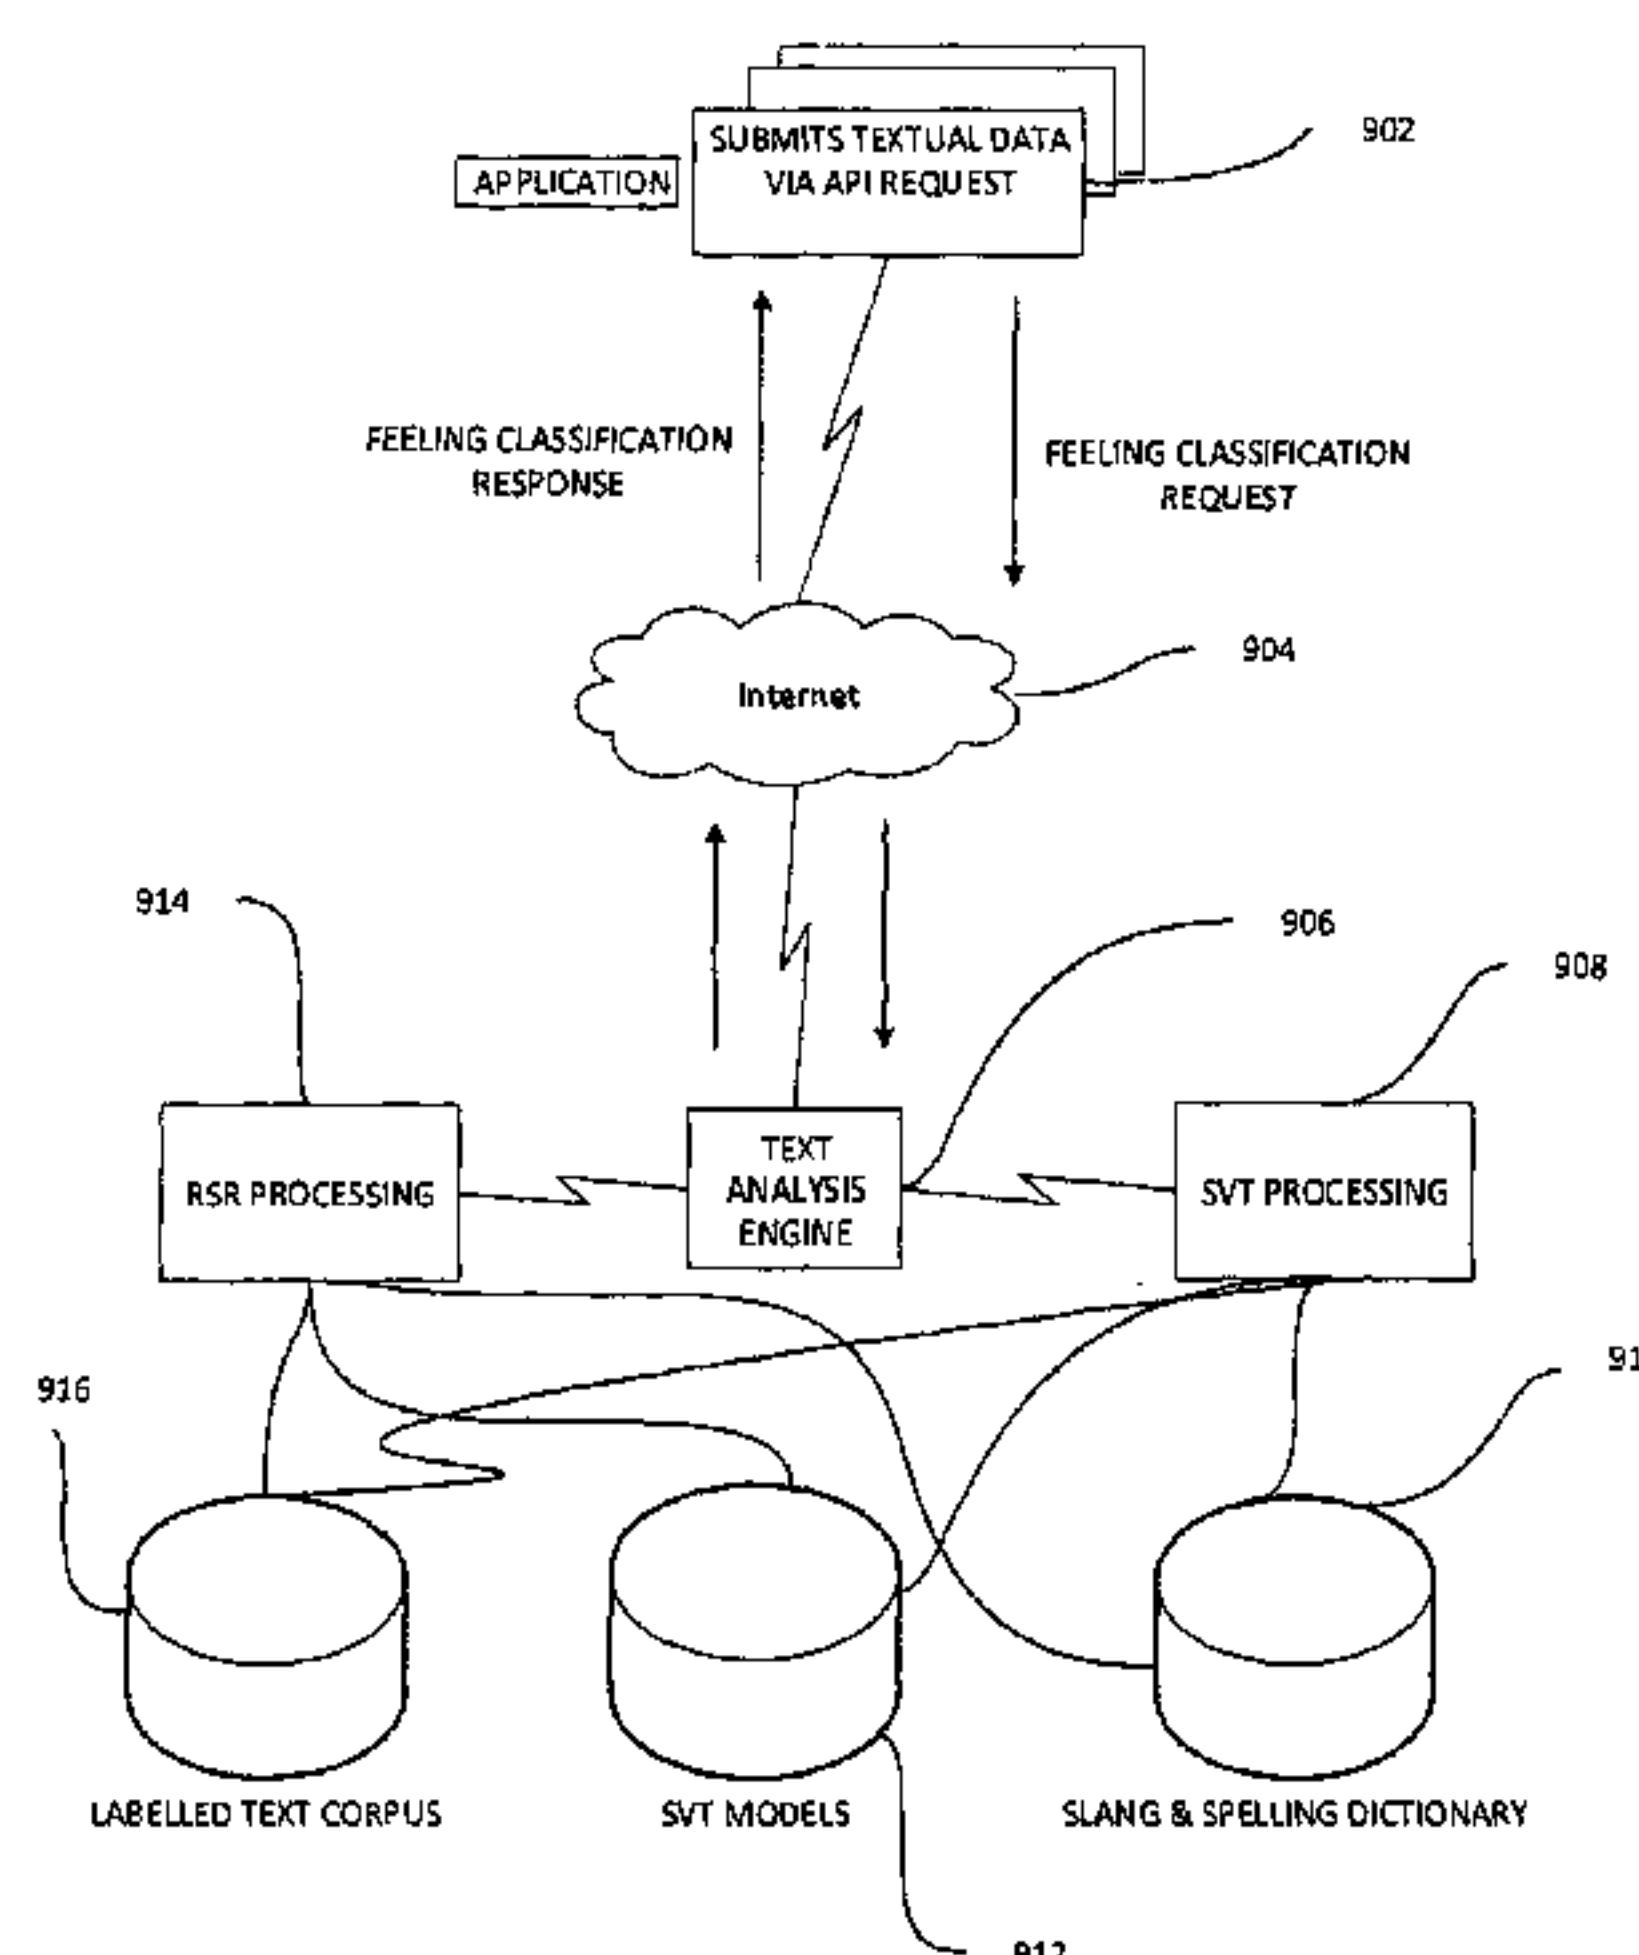 902
SUBMITS TEXTUAL DATA
VIA API REQUEST
APPLICATION
FEELING CLASSIFICATION
RESPONSE
FEELING CLASSIFICATION
REQUEST
904
Internet
914
906
908
TEXT
ANALYSIS
ENGINE
RSR PROCESSING
SVT PROCESSING
916
LABELLED TEXT CORPUS
SVT MODELS
SLANG & SPELLING DICTIONARY